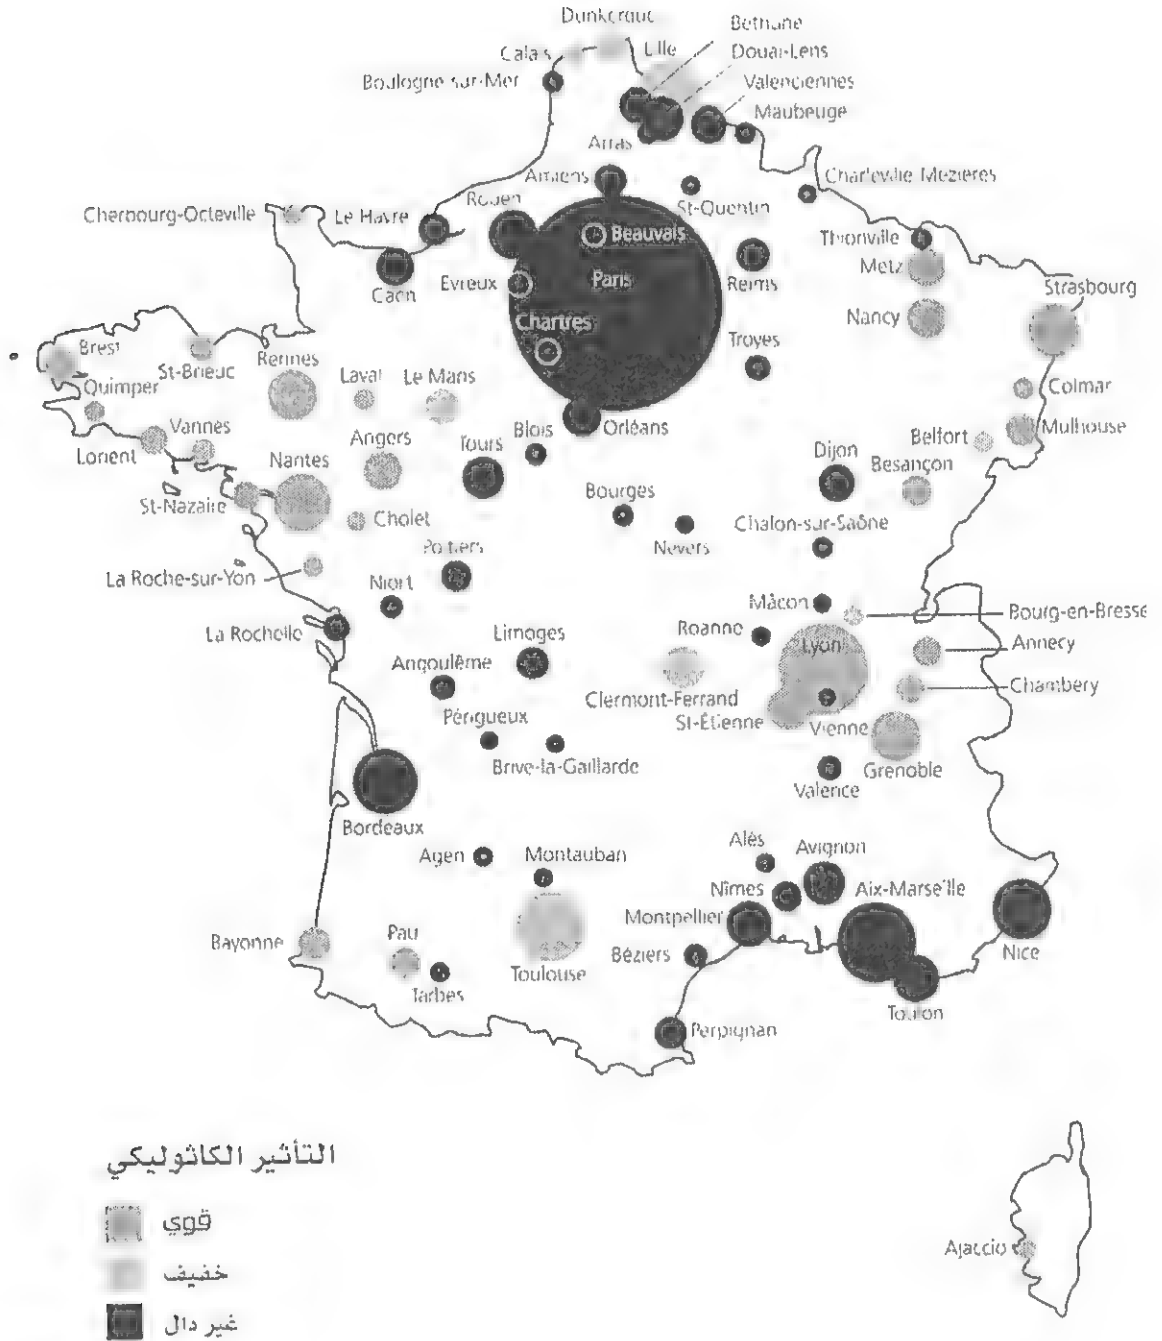 Dunkerque
Bethune
Calais
Lille
Douai-Lens
Boulogne-sur-Mer
Valenciennes
Maubeuge
Arras
Amiens
Charleville-Mezieres
Rouen
St-Quentin
Cherbourg-Octeville
Le Havre
Beauvais
Thionville
Metz
Paris
Evreux
Reims
Caen
Strasbourg
Chartres
Nancy
Troyes
Brest
St-Brieuc
Rennes
Laval
Le Mans
Quimper
Colmar
Vannes
Orléans
Mulhouse
Blois
Belfort
Angers
Tours
Dijon
Lorient
Nantes
Besançon
Bourges
St-Nazaire
Cholet
Chalon-sur-Saône
Nevers
Poitiers
La Roche-sur-Yon
Niort
Mâcon
Bourg-en-Bresse
La Rochelle
Limoges
Roanne
Lyon
Annecy
Angoulême
Chambery
Clermont-Ferrand
Périgueux
St-Étienne
Vienne
Brive-la-Gaillarde
Grenoble
Valence
Bordeaux
Alès
Avignon
Agen
Montauban
Nîmes
Aix-Marseille
Montpellier
Bayonne
Pau
Béziers
Nice
Toulouse
Tarbes
Toulon
Perpignan
التأثير الكاثوليكي
قوي
Ajaccio
خفيف
غير دال